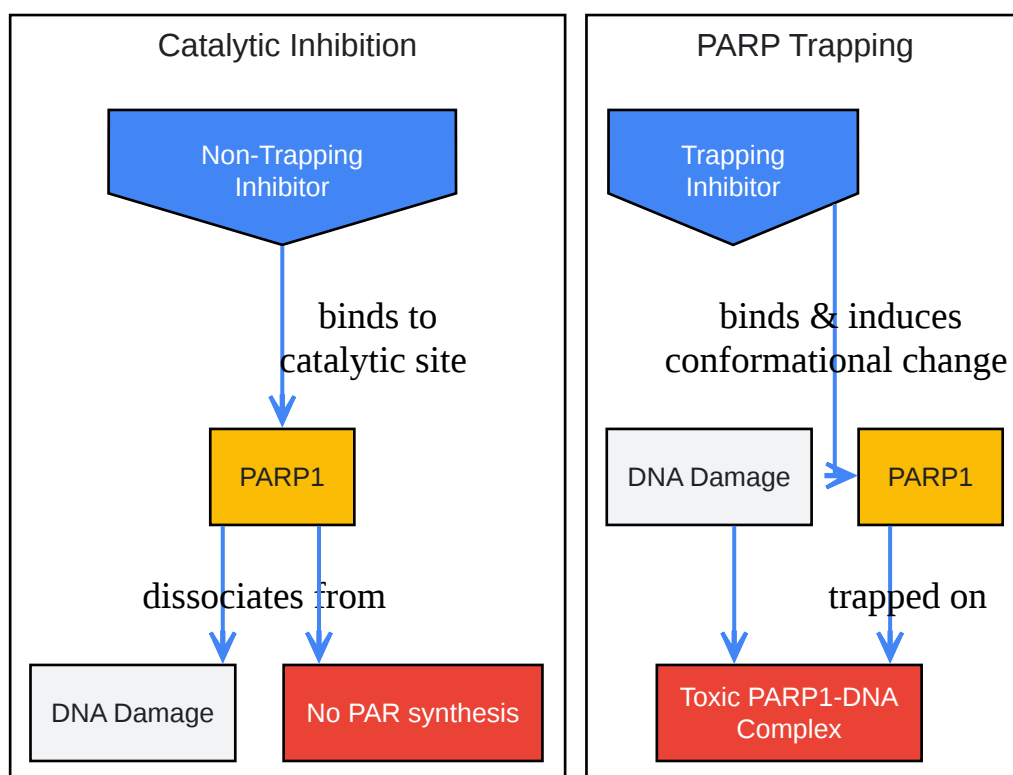 Catalytic Inhibition
Non-Trapping
Inhibitor
binds to
catalytic site
PARP1
dissociates from
DNA Damage
No PAR synthesis
PARP Trapping
Trapping
Inhibitor
binds & induces
conformational change
DNA Damage
PARP1
trapped on
Toxic PARP1-DNA
Complex